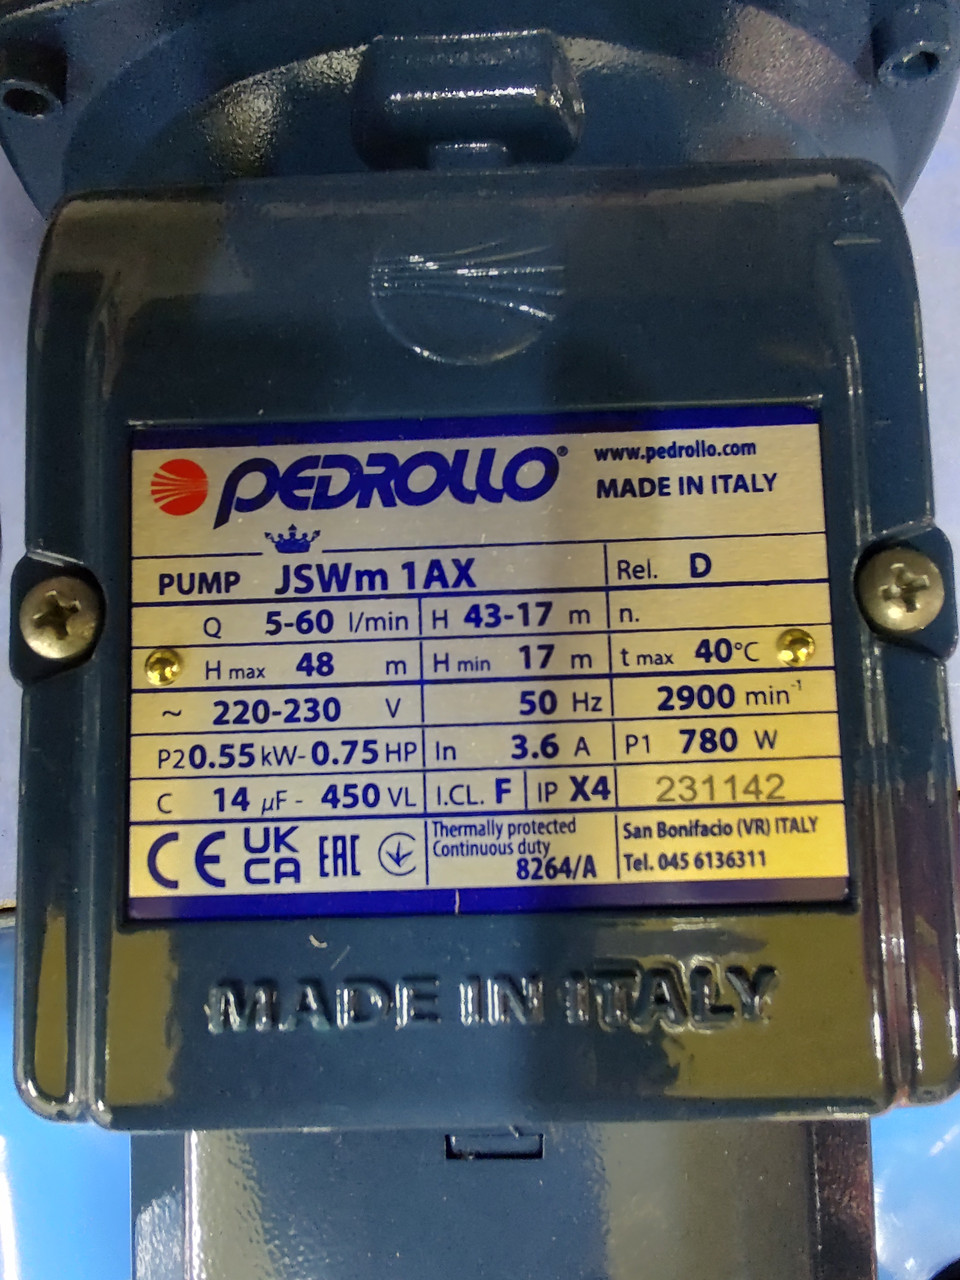 PEDROLLO®
www.pedrollo.com
MADE IN ITALY
PUMP JSWm 1AX Rel. D
Q 5-60 l/min H 43-17 m n.
H max 48 m H min 17 m t max 40°C
~ 220-230 V 50 Hz 2900 min⁻¹
P2 0.55 kW- 0.75 HP In 3.6 A P1 780 W
C 14 µF - 450 VL I.CL. F IP X4 231142
CE UK CA EAC
Thermally protected
Continuous duty
8264/A
San Bonifacio (VR) ITALY
Tel. 045 6136311
MADE IN ITALY